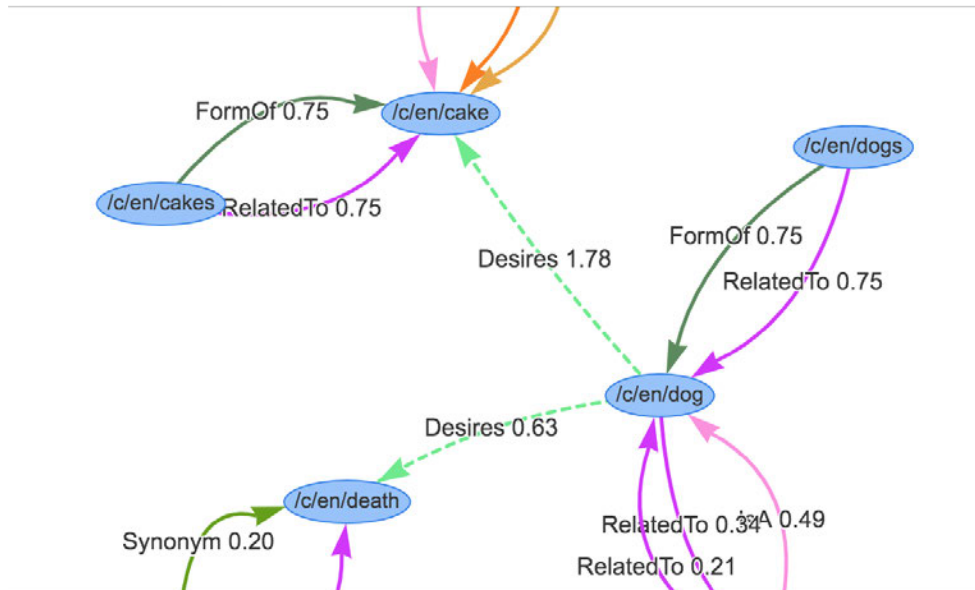 /c/en/cake
FormOf 0.75
/c/en/dogs
/c/en/cakes
RelatedTo 0.75
FormOf 0.75
Desires 1.78
RelatedTo 0.75
/c/en/dog
Desires 0.63
/c/en/death
RelatedTo 0.34
IsA 0.49
Synonym 0.20
RelatedTo 0.21